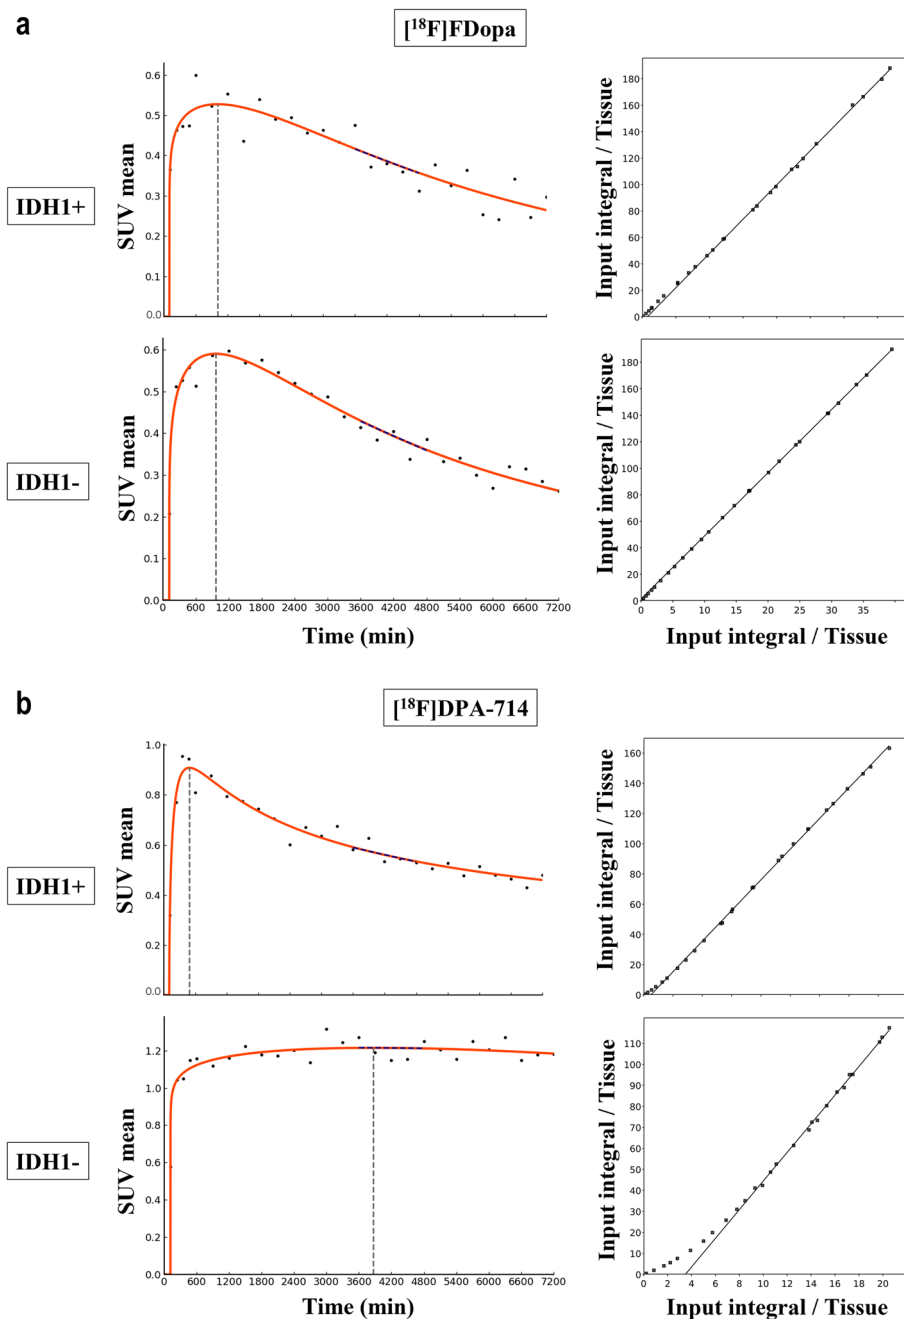 a
[¹⁸F]FDopa
IDH1+
SUV mean
0.6
0.5
0.4
0.3
0.2
0.1
0.0
Input integral / Tissue
180
160
140
120
100
80
60
40
20
0
0
IDH1-
SUV mean
0.6
0.5
0.4
0.3
0.2
0.1
0.0
0 600 1200 1800 2400 3000 3600 4200 4800 5400 6000 6600 7200
Time (min)
Input integral / Tissue
180
160
140
120
100
80
60
40
20
0
0 5 10 15 20 25 30 35
Input integral / Tissue
b
[¹⁸F]DPA-714
IDH1+
SUV mean
1.0
0.8
0.6
0.4
0.2
0.0
Input integral / Tissue
160
140
120
100
80
60
40
20
0
0
IDH1-
SUV mean
1.2
1.0
0.8
0.6
0.4
0.2
0.0
0 600 1200 1800 2400 3000 3600 4200 4800 5400 6000 6600 7200
Time (min)
Input integral / Tissue
110
100
90
80
70
60
50
40
30
20
10
0
0 2 4 6 8 10 12 14 16 18 20
Input integral / Tissue